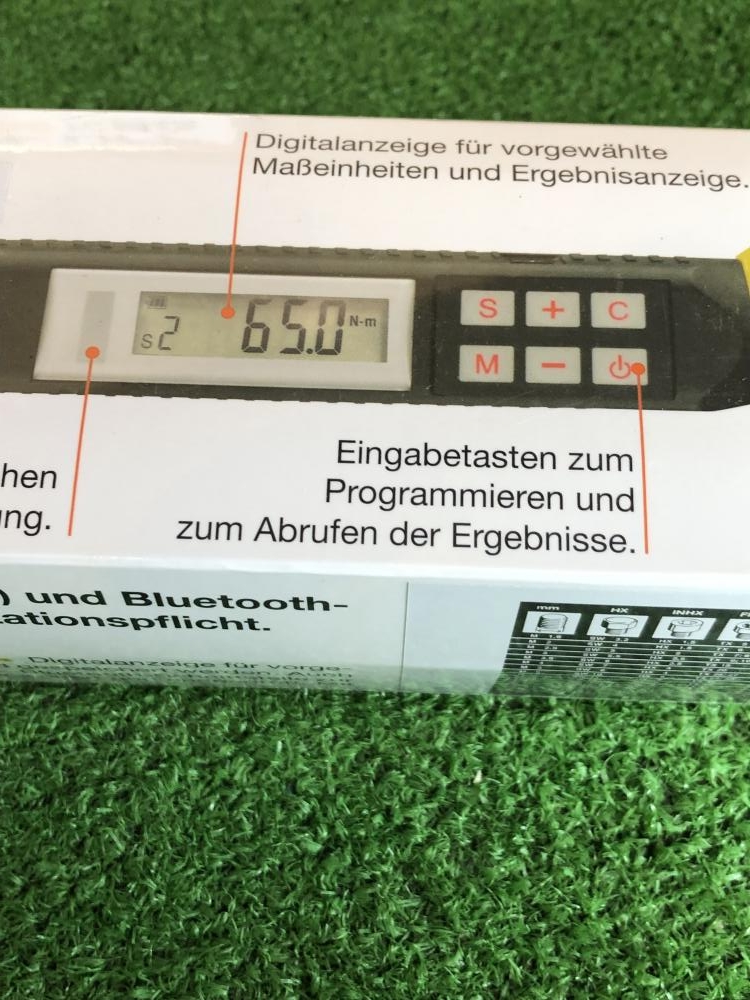 Digitalanzeige für vorgewählte
Maßeinheiten und Ergebnisanzeige.
S2 65.0 N-m
S + C
M −
hen
ng.
Eingabetasten zum
Programmieren und
zum Abrufen der Ergebnisse.
) und Bluetooth-
ationspflicht.
Digitalanzeige für vorge-
mm HX INHX